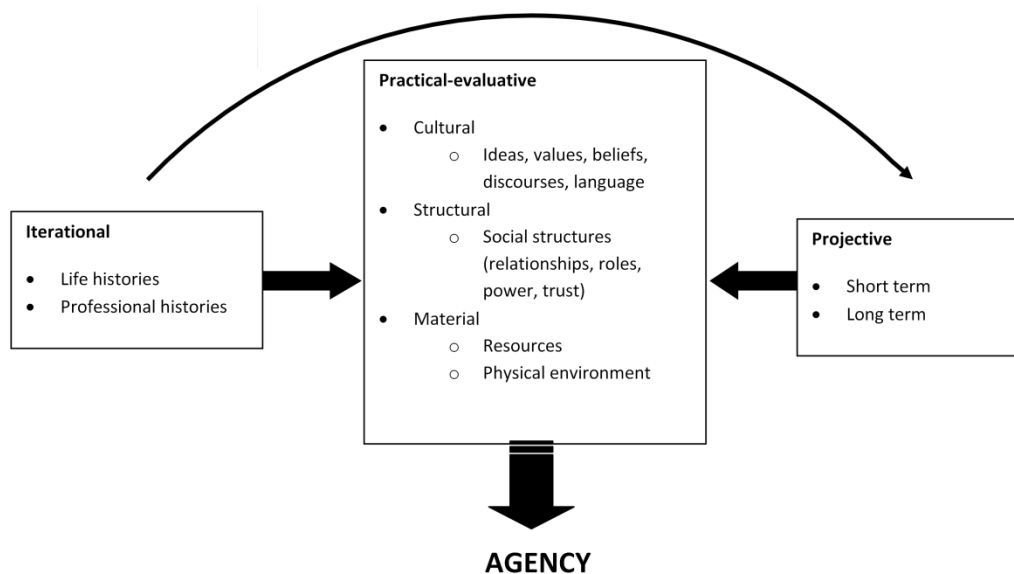 Practical-evaluative
• Cultural
o Ideas, values, beliefs,
discourses, language
• Structural
o Social structures
(relationships, roles,
power, trust)
• Material
o Resources
o Physical environment
Iterational
• Life histories
• Professional histories
Projective
• Short term
• Long term
AGENCY